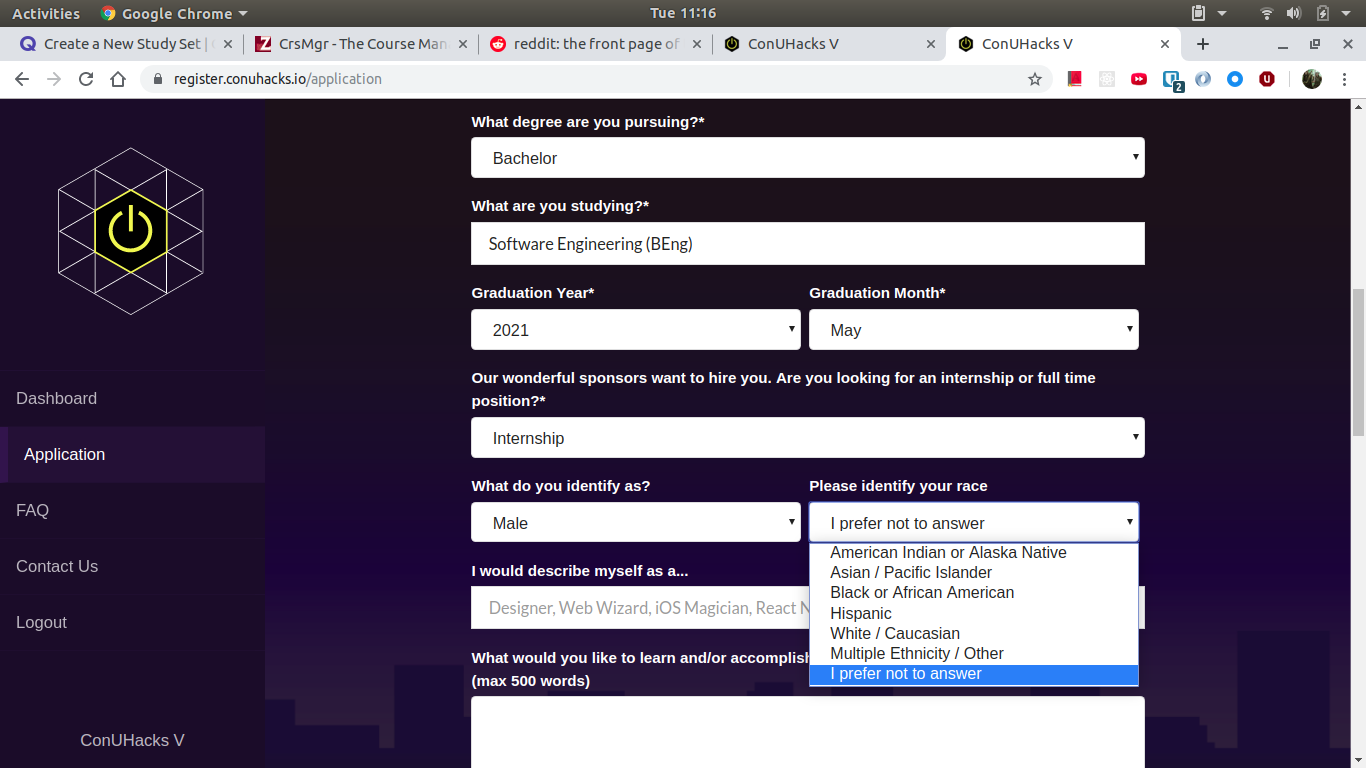 Activities Google Chrome Tue 11:16
Create a New Study Set | CrsMgr - The Course Man reddit: the front page of ConUHacks V ConUHacks V
register.conuhacks.io/application
2
What degree are you pursuing?*
Bachelor
What are you studying?*
Software Engineering (BEng)
Graduation Year* Graduation Month*
2021 May
Our wonderful sponsors want to hire you. Are you looking for an internship or full time
position?*
Internship
What do you identify as? Please identify your race
Male I prefer not to answer
American Indian or Alaska Native
Asian / Pacific Islander
Black or African American
Hispanic
White / Caucasian
Multiple Ethnicity / Other
I prefer not to answer
I would describe myself as a...
Designer, Web Wizard, iOS Magician, React N
What would you like to learn and/or accomplish
(max 500 words)
Dashboard
Application
FAQ
Contact Us
Logout
ConUHacks V